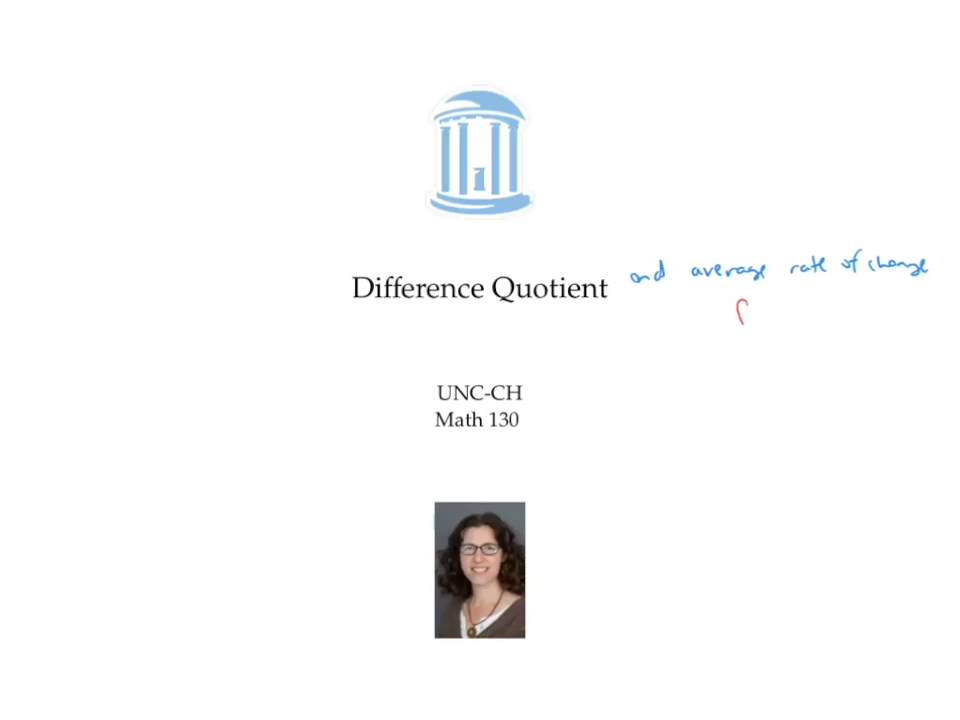 Difference Quotient and average rate of change
UNC-CH
Math 130